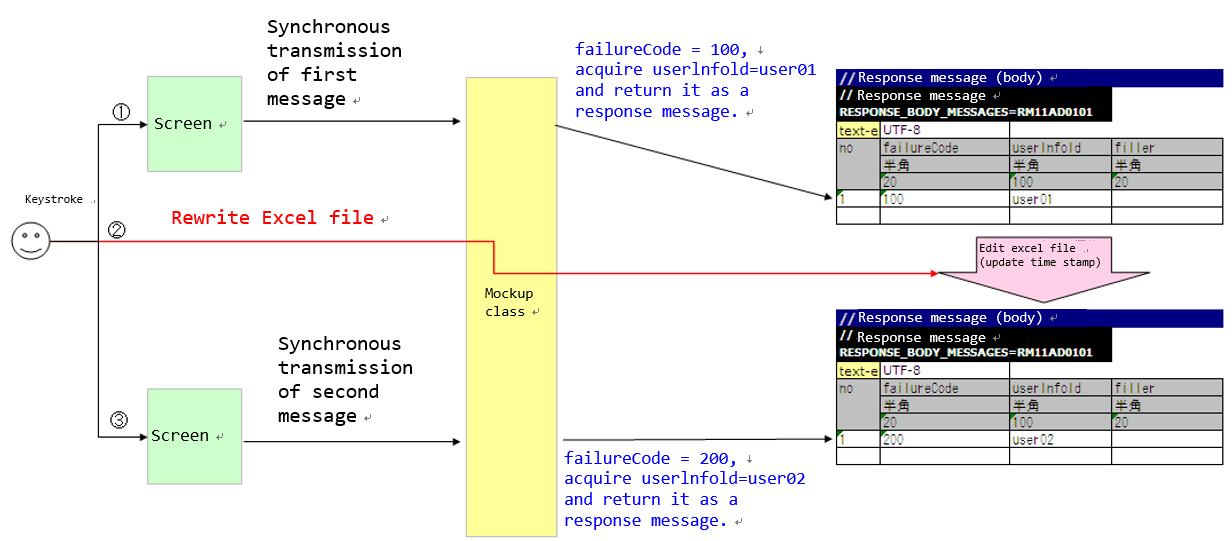 Synchronous
transmission
of first
message
failureCode = 100,
acquire userlnfold=user01
and return it as a
response message.
①
Screen
Keystroke
②
Rewrite Excel file
Mockup
class
//Response message (body)
// Response message
RESPONSE_BODY_MESSAGES=RM11AD0101
text-e UTF-8
no failureCode userInfoId filler
半角 半角 半角
20 100 20
1 100 user01
Edit excel file
(update time stamp)
Synchronous
transmission
of second
message
③
Screen
failureCode = 200,
acquire userlnfold=user02
and return it as a
response message.
//Response message (body)
// Response message
RESPONSE_BODY_MESSAGES=RM11AD0101
text-e UTF-8
no failureCode userInfoId filler
半角 半角 半角
20 100 20
1 200 user02